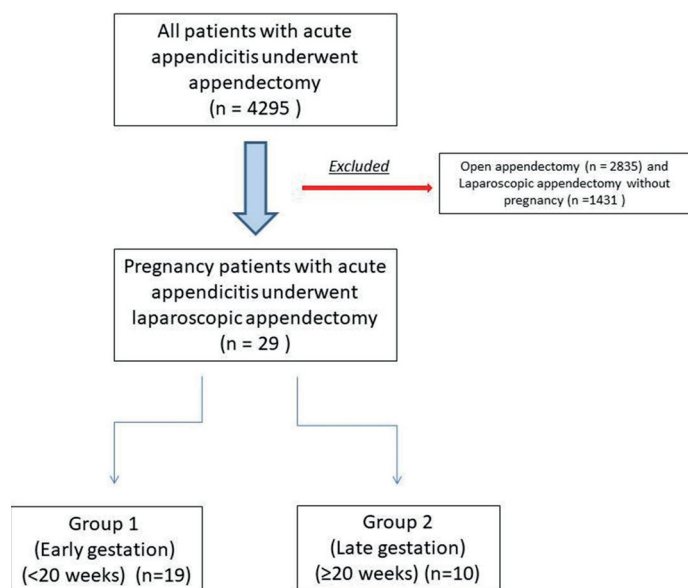 All patients with acute
appendicitis underwent
appendectomy
(n = 4295 )
Excluded
Open appendectomy (n = 2835) and
Laparoscopic appendectomy without
pregnancy (n =1431 )
Pregnancy patients with acute
appendicitis underwent
laparoscopic appendectomy
(n = 29 )
Group 1
(Early gestation)
(<20 weeks) (n=19)
Group 2
(Late gestation)
(≥20 weeks) (n=10)